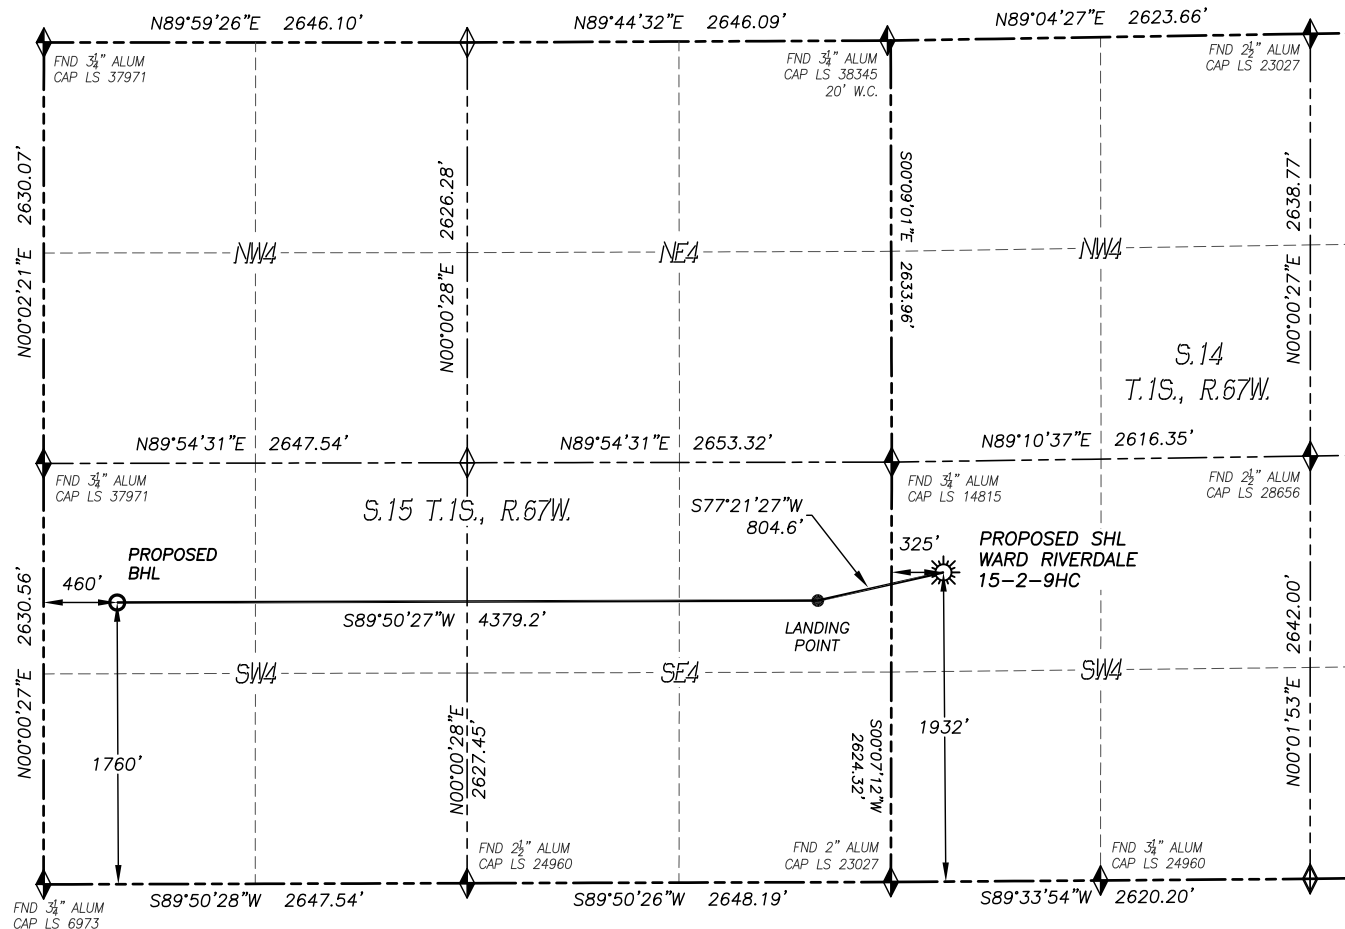 N89°59'26"E 2646.10'
N89°44'32"E 2646.09'
N89°04'27"E 2623.66'
FND 3¼" ALUM
CAP LS 37971
FND 3¼" ALUM
CAP LS 38345
20' W.C.
FND 2½" ALUM
CAP LS 23027
N00°02'21"E 2630.07'
N00°00'28"E 2626.28'
S00°09'01"E 2633.96'
N00°00'27"E 2638.77'
NW4
NE4
NW4
S.14
T.1S., R.67W.
N89°54'31"E 2647.54'
N89°54'31"E 2653.32'
N89°10'37"E 2616.35'
FND 3¼" ALUM
CAP LS 37971
FND 3¼" ALUM
CAP LS 14815
FND 2½" ALUM
CAP LS 28656
S.15 T.1S., R.67W.
S77°21'27"W
804.6'
PROPOSED
BHL
460'
325'
PROPOSED SHL
WARD RIVERDALE
15-2-9HC
S89°50'27"W 4379.2'
LANDING
POINT
N00°00'27"E 2630.56'
N00°00'28"E
2627.45'
S00°07'12"W
2624.32'
N00°01'53"E 2642.00'
SW4
SE4
SW4
1760'
1932'
FND 2½" ALUM
CAP LS 24960
FND 2" ALUM
CAP LS 23027
FND 3¼" ALUM
CAP LS 24960
S89°50'28"W 2647.54'
S89°50'26"W 2648.19'
S89°33'54"W 2620.20'
FND 3¼" ALUM
CAP LS 6973